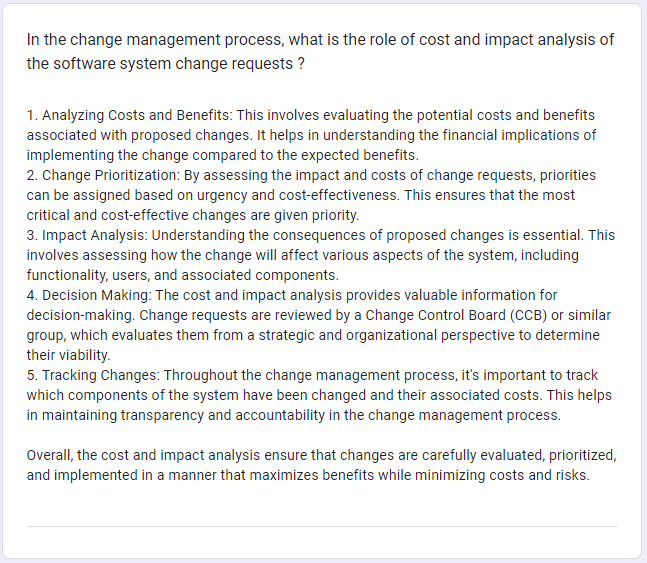 In the change management process, what is the role of cost and impact analysis of
the software system change requests ?
1. Analyzing Costs and Benefits: This involves evaluating the potential costs and benefits
associated with proposed changes. It helps in understanding the financial implications of
implementing the change compared to the expected benefits.
2. Change Prioritization: By assessing the impact and costs of change requests, priorities
can be assigned based on urgency and cost-effectiveness. This ensures that the most
critical and cost-effective changes are given priority.
3. Impact Analysis: Understanding the consequences of proposed changes is essential. This
involves assessing how the change will affect various aspects of the system, including
functionality, users, and associated components.
4. Decision Making: The cost and impact analysis provides valuable information for
decision-making. Change requests are reviewed by a Change Control Board (CCB) or similar
group, which evaluates them from a strategic and organizational perspective to determine
their viability.
5. Tracking Changes: Throughout the change management process, it's important to track
which components of the system have been changed and their associated costs. This helps
in maintaining transparency and accountability in the change management process.
Overall, the cost and impact analysis ensure that changes are carefully evaluated, prioritized,
and implemented in a manner that maximizes benefits while minimizing costs and risks.